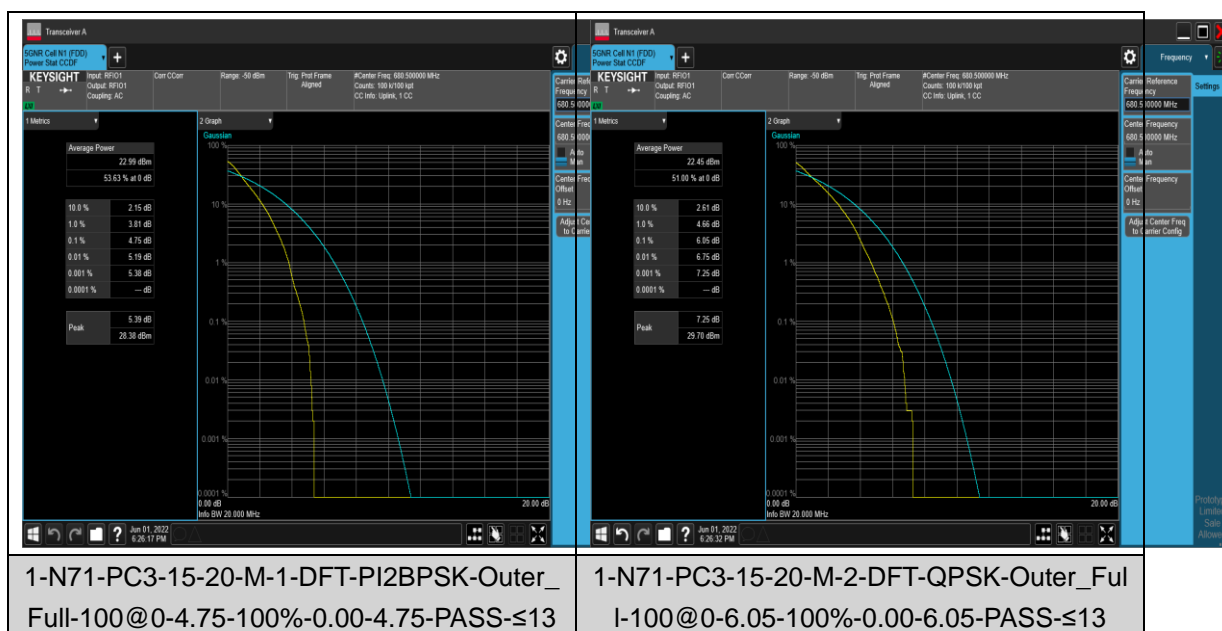 Transceiver A
5GNR Cell N1 (FDD)
Power Stat CCDF
+
KEYSIGHT
R T
Input: RFIO1
Output: RFIO1
Coupling: AC
Corr CCorr
Range: -50 dBm
Trig: Prot Frame
Aligned
#Center Freq: 680.500000 MHz
Counts: 100 k/100 kpt
CC Info: Uplink, 1 CC
1 Metrics
2 Graph
Gaussian
Average Power
22.99 dBm
53.63 % at 0 dB
10.0 % 2.15 dB
1.0 % 3.81 dB
0.1 % 4.75 dB
0.01 % 5.19 dB
0.001 % 5.38 dB
0.0001 % --- dB
Peak
5.39 dB
28.38 dBm
100 %
10 %
1 %
0.1 %
0.01 %
0.001 %
0.0001 %
0.00 dB
20.00 dB
Info BW 20.000 MHz
?
Jun 01, 2022
6:26:17 PM
Transceiver A
5GNR Cell N1 (FDD)
Power Stat CCDF
+
KEYSIGHT
R T
Input: RFIO1
Output: RFIO1
Coupling: AC
Corr CCorr
Range: -50 dBm
Trig: Prot Frame
Aligned
#Center Freq: 680.500000 MHz
Counts: 100 k/100 kpt
CC Info: Uplink, 1 CC
1 Metrics
2 Graph
Gaussian
Average Power
22.45 dBm
51.00 % at 0 dB
10.0 % 2.61 dB
1.0 % 4.66 dB
0.1 % 6.05 dB
0.01 % 6.75 dB
0.001 % 7.25 dB
0.0001 % --- dB
Peak
7.25 dB
29.70 dBm
100 %
10 %
1 %
0.1 %
0.01 %
0.001 %
0.0001 %
0.00 dB
20.00 dB
Info BW 20.000 MHz
?
Jun 01, 2022
6:26:32 PM
Frequency
Settings
Carrier Reference
Frequency
680.500000 MHz
Center Frequency
680.500000 MHz
Auto
Man
Center Frequency
Offset
0 Hz
Adjust Center Freq
to Carrier Config
Limite
Sale
Allowe
1-N71-PC3-15-20-M-1-DFT-PI2BPSK-Outer_
Full-100@0-4.75-100%-0.00-4.75-PASS-≤13
1-N71-PC3-15-20-M-2-DFT-QPSK-Outer_Ful
l-100@0-6.05-100%-0.00-6.05-PASS-≤13